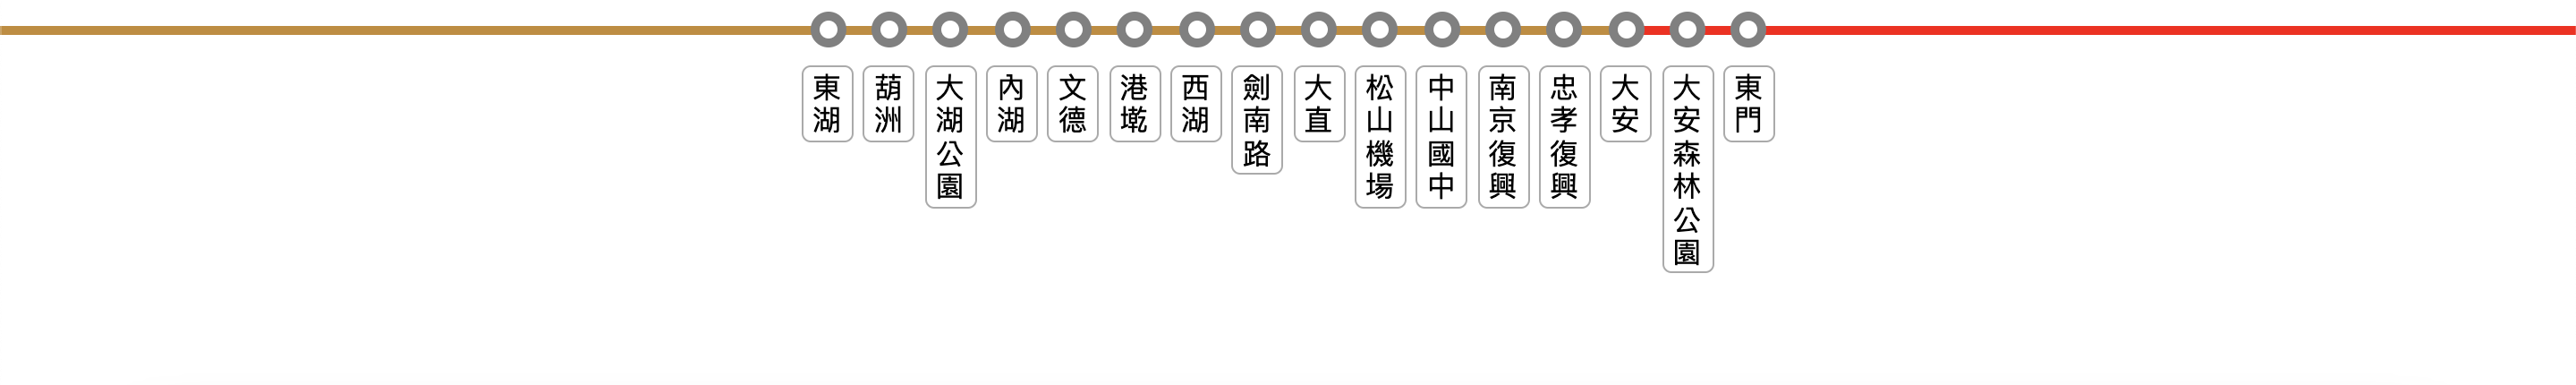 東湖
葫洲
大湖公園
內湖
文德
港墘
西湖
劍南路
大直
松山機場
中山國中
南京復興
忠孝復興
大安
大安森林公園
東門